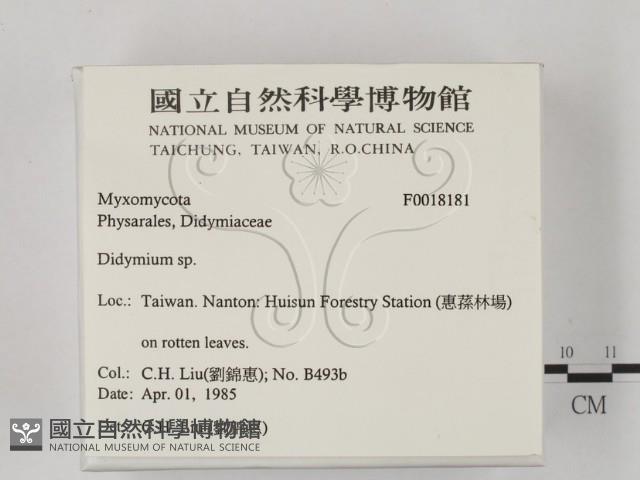 國立自然科學博物館
NATIONAL MUSEUM OF NATURAL SCIENCE
TAICHUNG, TAIWAN, R.O.CHINA
Myxomycota F0018181
Physarales, Didymiaceae
Didymium sp.
Loc.: Taiwan. Nanton: Huisun Forestry Station (惠蓀林場)
on rotten leaves.
Col.: C.H. Liu(劉錦惠); No. B493b
Date: Apr. 01, 1985
國立自然科學博物館
NATIONAL MUSEUM OF NATURAL SCIENCE
10 11
CM